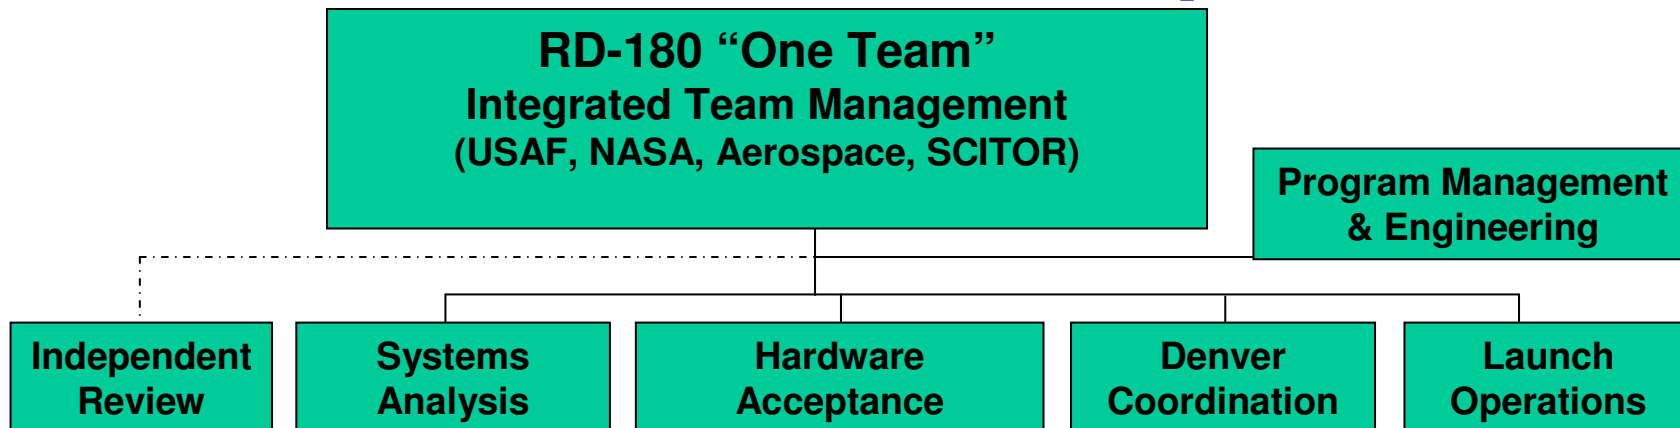 RD-180 “One Team”
Integrated Team Management
(USAF, NASA, Aerospace, SCITOR)
Program Management
& Engineering
Independent
Review
Systems
Analysis
Hardware
Acceptance
Denver
Coordination
Launch
Operations